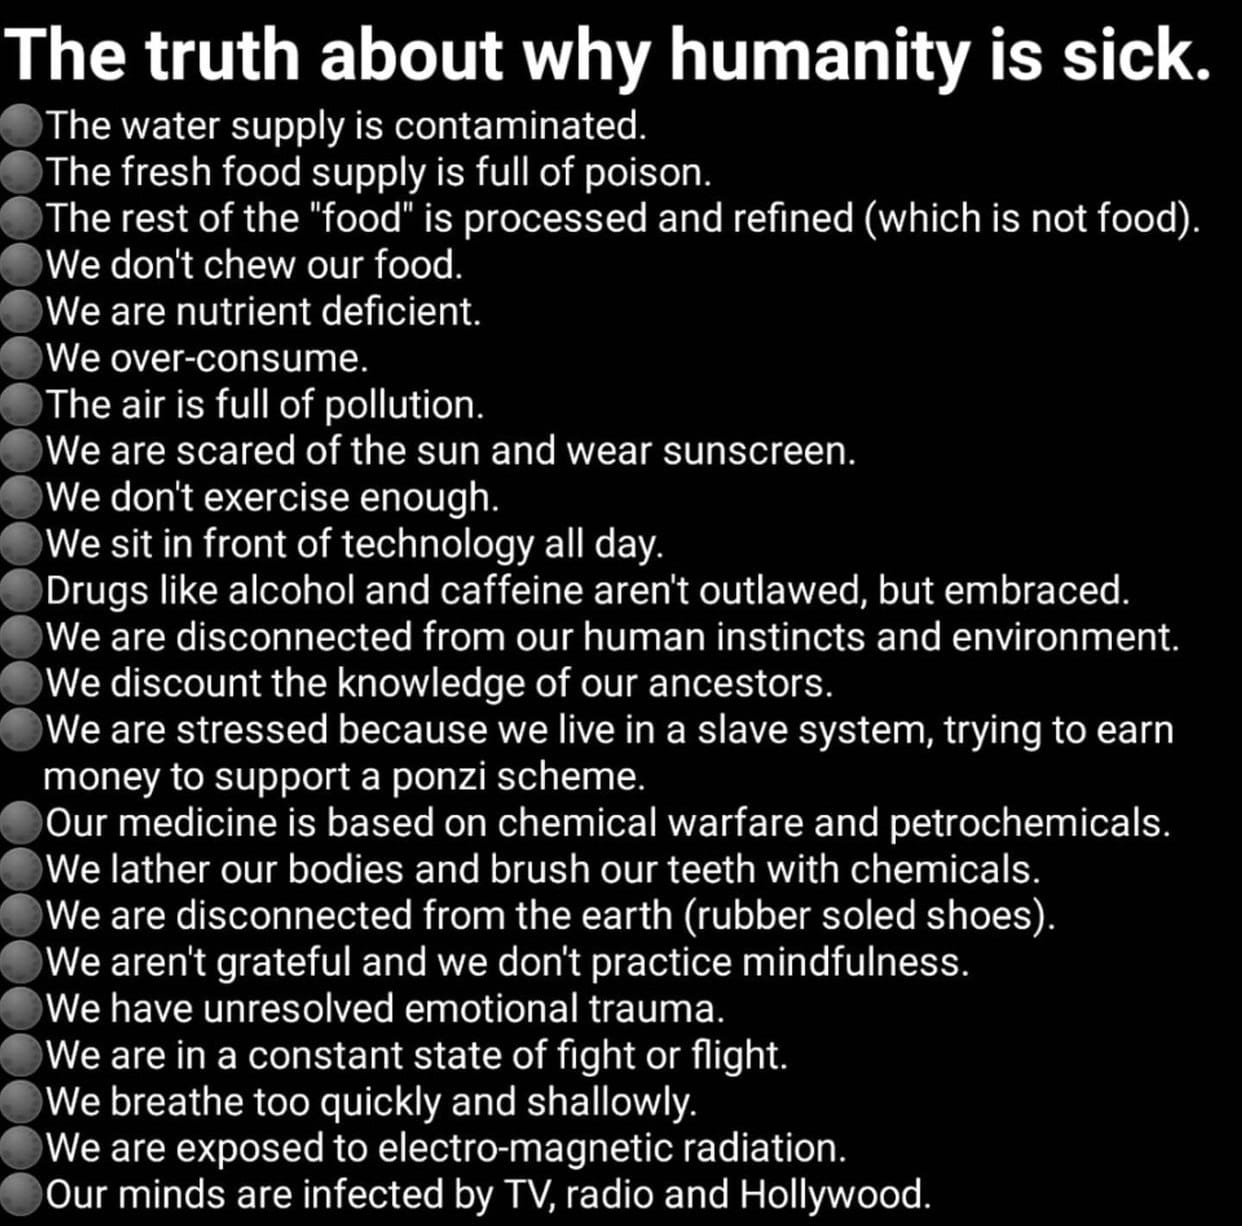 The truth about why humanity is sick.
The water supply is contaminated.
The fresh food supply is full of poison.
The rest of the "food" is processed and refined (which is not food).
We don't chew our food.
We are nutrient deficient.
We over-consume.
The air is full of pollution.
We are scared of the sun and wear sunscreen.
We don't exercise enough.
We sit in front of technology all day.
Drugs like alcohol and caffeine aren't outlawed, but embraced.
We are disconnected from our human instincts and environment.
We discount the knowledge of our ancestors.
We are stressed because we live in a slave system, trying to earn
money to support a ponzi scheme.
Our medicine is based on chemical warfare and petrochemicals.
We lather our bodies and brush our teeth with chemicals.
We are disconnected from the earth (rubber soled shoes).
We aren't grateful and we don't practice mindfulness.
We have unresolved emotional trauma.
We are in a constant state of fight or flight.
We breathe too quickly and shallowly.
We are exposed to electro-magnetic radiation.
Our minds are infected by TV, radio and Hollywood.